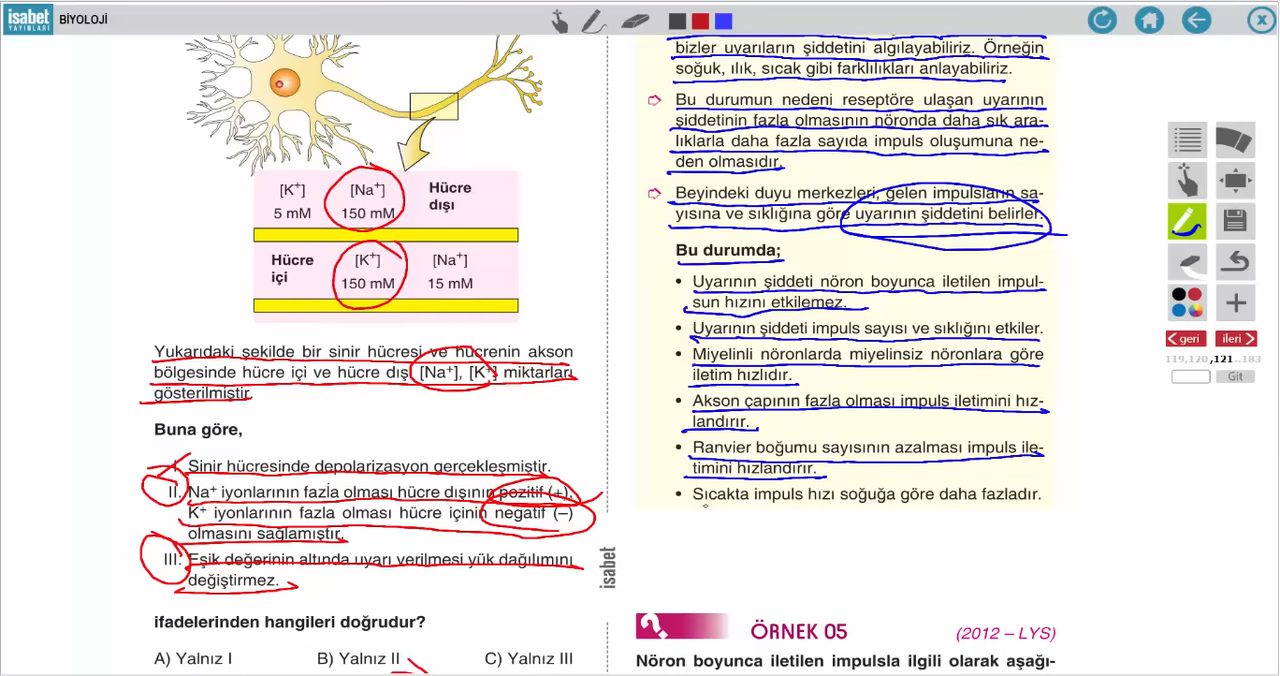 isabet
YAYINLARI
BİYOLOJİ
[K+]
[Na+]
Hücre
dışı
5 mM
150 mM
Hücre
içi
[K+]
[Na+]
150 mM
15 mM
Yukarıdaki şekilde bir sinir hücresi ve hücrenin akson
bölgesinde hücre içi ve hücre dış [Na+], [K+] miktarları
gösterilmiştir.
Buna göre,
I. Sinir hücresinde depolarizasyon gerçekleşmiştir.
II. Na+ iyonlarının fazla olması hücre dışının pozitif (+),
K+ iyonlarının fazla olması hücre içinin negatif (–)
olmasını sağlamıştır.
III. Eşik değerinin altında uyarı verilmesi yük dağılımını
değiştirmez.
ifadelerinden hangileri doğrudur?
A) Yalnız I B) Yalnız II C) Yalnız III
isabet
bizler uyarıların şiddetini algılayabiliriz. Örneğin
soğuk, ılık, sıcak gibi farklılıkları anlayabiliriz.
Bu durumun nedeni reseptöre ulaşan uyarının
şiddetinin fazla olmasının nöronda daha sık ara-
lıklarla daha fazla sayıda impuls oluşumuna ne-
den olmasıdır.
Beyindeki duyu merkezleri, gelen impulsların sa-
yısına ve sıklığına göre uyarının şiddetini belirler.
Bu durumda;
• Uyarının şiddeti nöron boyunca iletilen impul-
sun hızını etkilemez.
• Uyarının şiddeti impuls sayısı ve sıklığını etkiler.
• Miyelinli nöronlarda miyelinsiz nöronlara göre
iletim hızlıdır.
• Akson çapının fazla olması impuls iletimini hız-
landırır.
• Ranvier boğumu sayısının azalması impuls ile-
timini hızlandırır.
• Sıcakta impuls hızı soğuğa göre daha fazladır.
ÖRNEK 05
(2012 – LYS)
Nöron boyunca iletilen impulsla ilgili olarak aşağı-
geri
ileri
119,120,121..183
Git